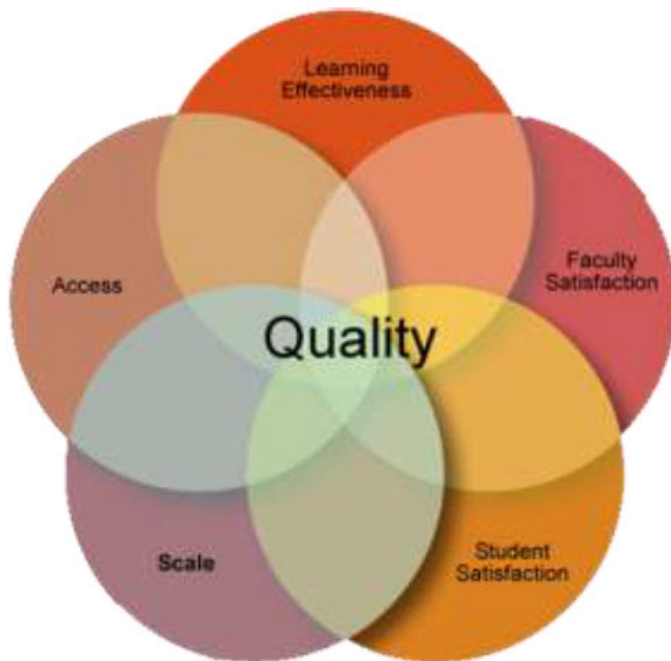 Learning
Effectiveness
Faculty
Satisfaction
Access
Quality
Scale
Student
Satisfaction